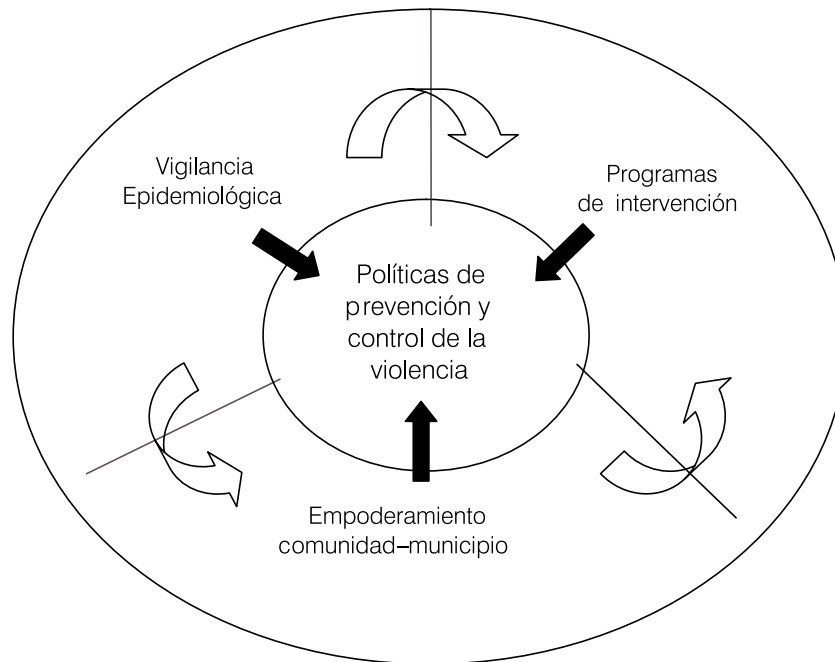 Vigilancia
Epidemiológica
Programas
de intervención
Políticas de
prevención y
control de la
violencia
Empoderamiento
comunidad–municipio